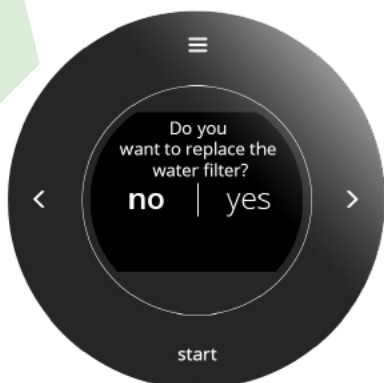 Do you
want to replace the
water filter?
no | yes
start